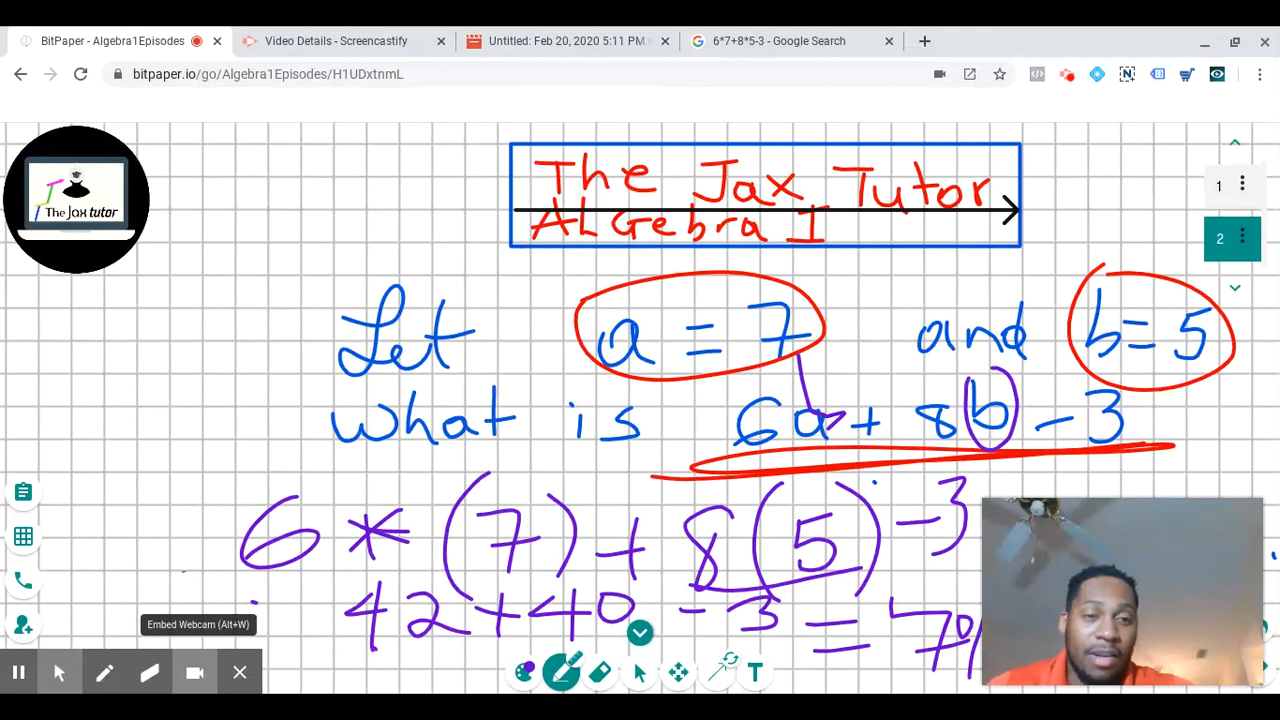 BitPaper - Algebra1Episodes
Video Details - Screencastify
Untitled: Feb 20, 2020 5:11 PM.w
6*7+8*5-3 - Google Search
bitpaper.io/go/Algebra1Episodes/H1UDxtnmL
The Jax Tutor
ALGebra I
The Jax tutor
1
2
Let a = 7 and b = 5
what is 6a + 8b - 3
6 * (7) + 8(5) - 3
42 + 40 - 3 = 79
Embed Webcam (Alt+W)
T